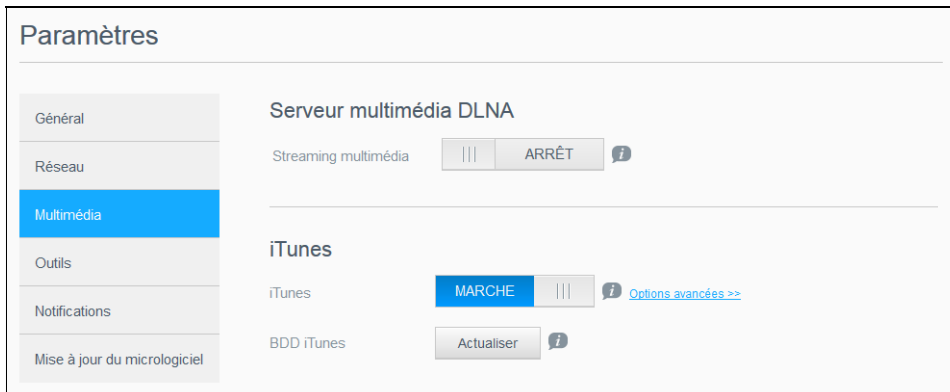 Paramètres
Général
Réseau
Multimédia
Outils
Notifications
Mise à jour du micrologiciel
Serveur multimédia DLNA
Streaming multimédia ARRÊT
iTunes
iTunes MARCHE Options avancées >>
BDD iTunes Actualiser